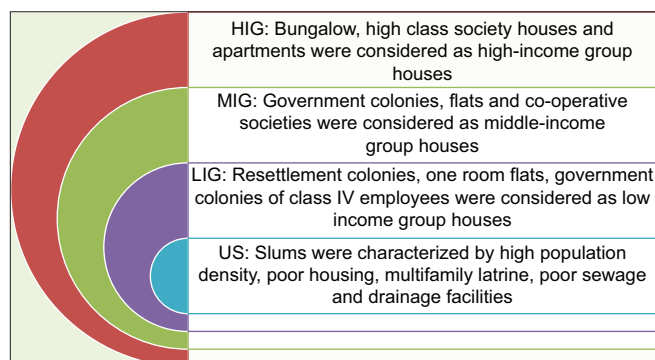 HIG: Bungalow, high class society houses and
apartments were considered as high-income group
houses
MIG: Government colonies, flats and co-operative
societies were considered as middle-income
group houses
LIG: Resettlement colonies, one room flats, government
colonies of class IV employees were considered as low
income group houses
US: Slums were characterized by high population
density, poor housing, multifamily latrine, poor sewage
and drainage facilities